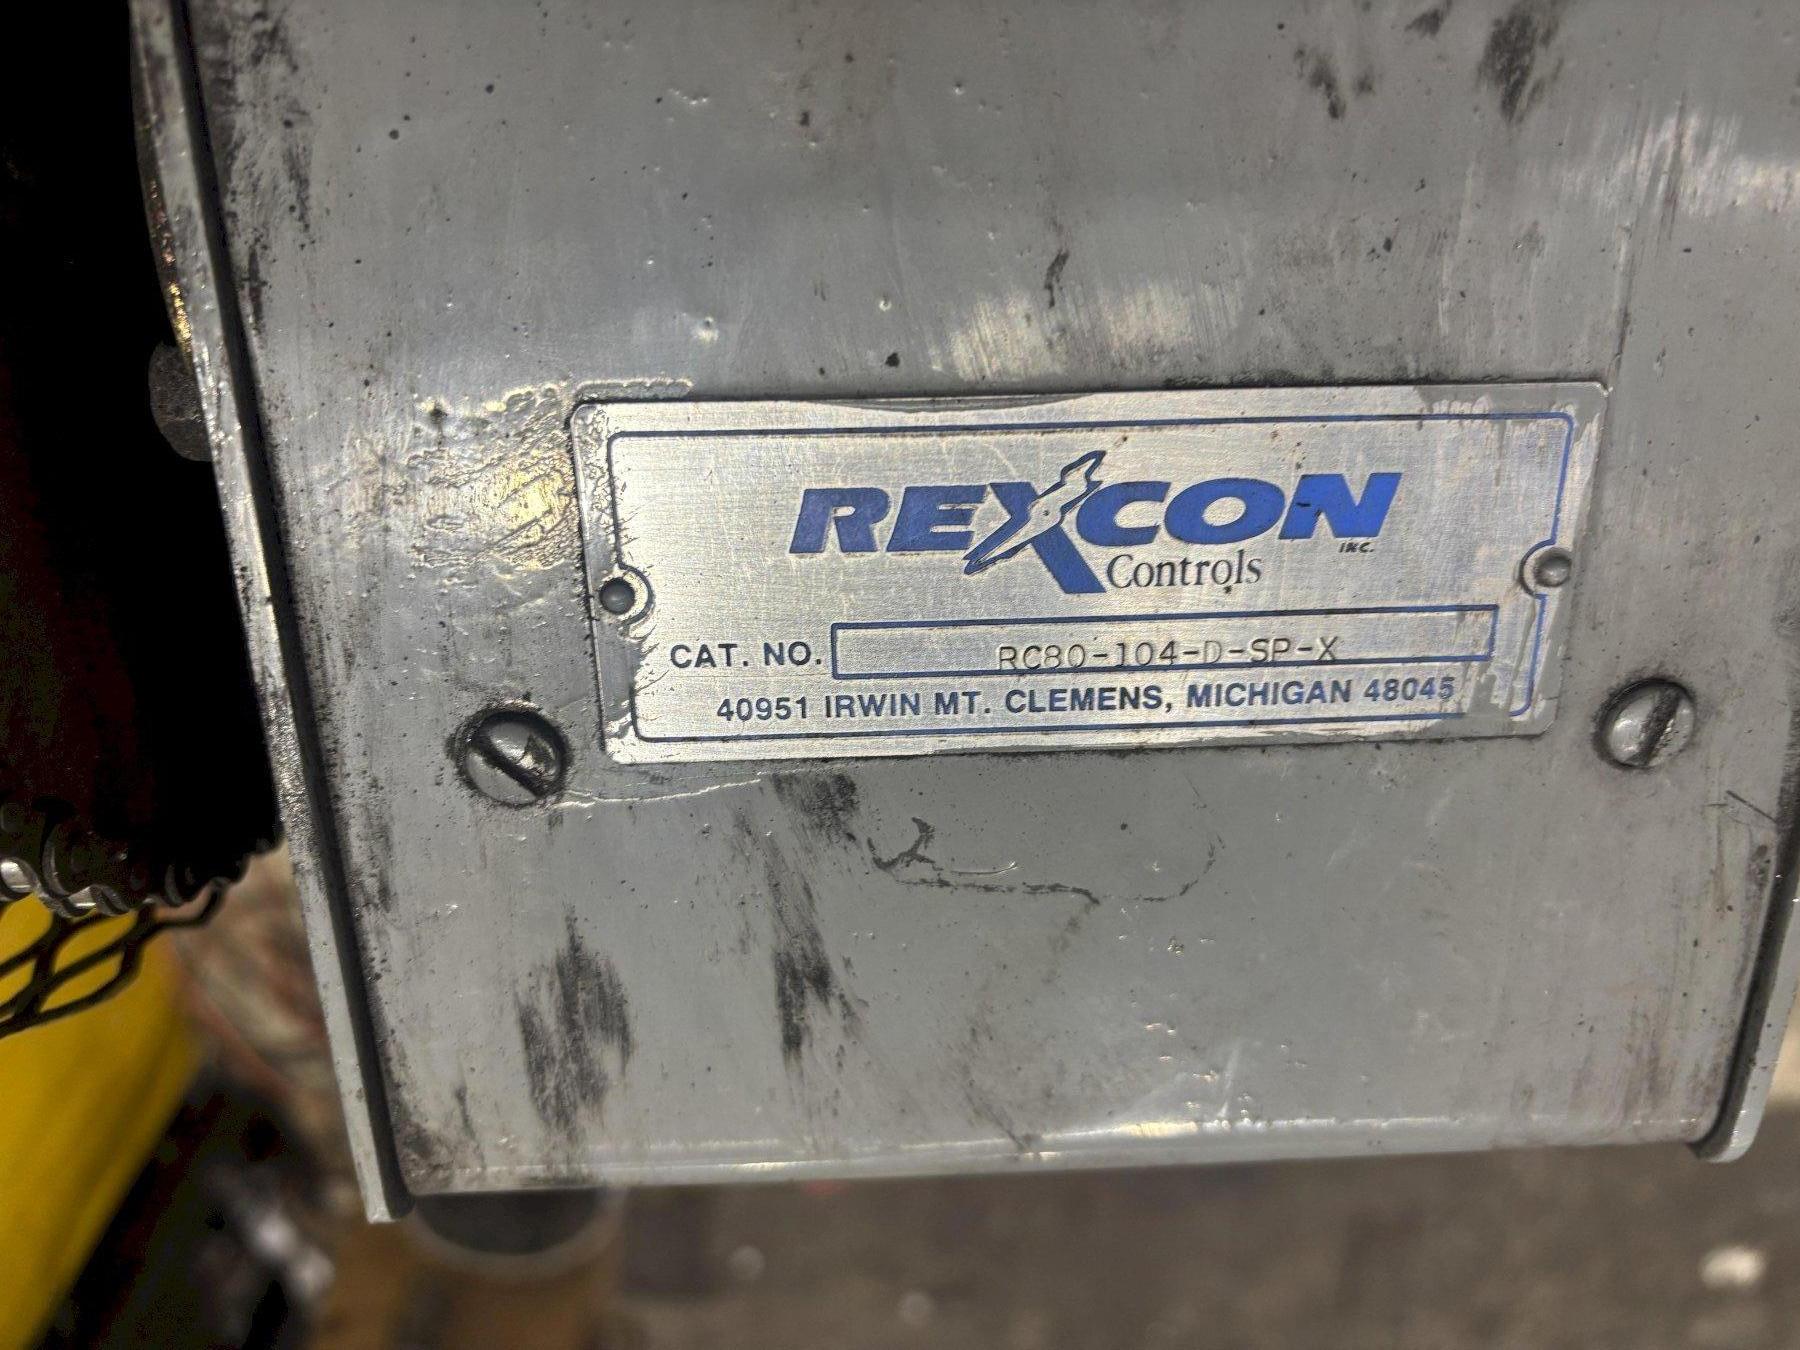 REXCON INC.
Controls
CAT. NO. RC80-104-D-SP-X
40951 IRWIN MT. CLEMENS, MICHIGAN 48045